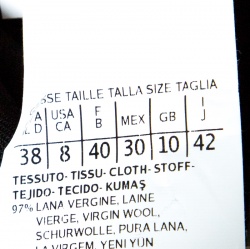 SSE TAILLE TALLA SIZE TAGLIA
A USA F MEX GB I
D CA B J
38 8 40 30 10 42
TESSUTO- TISSU- CLOTH- STOFF-
TEJIDO- TECIDO- KUMAŞ
97% LANA VERGINE, LAINE
VIERGE, VIRGIN WOOL,
SCHURWOLLE, PURA LANA,
LA VIRGEM, YENI YUN